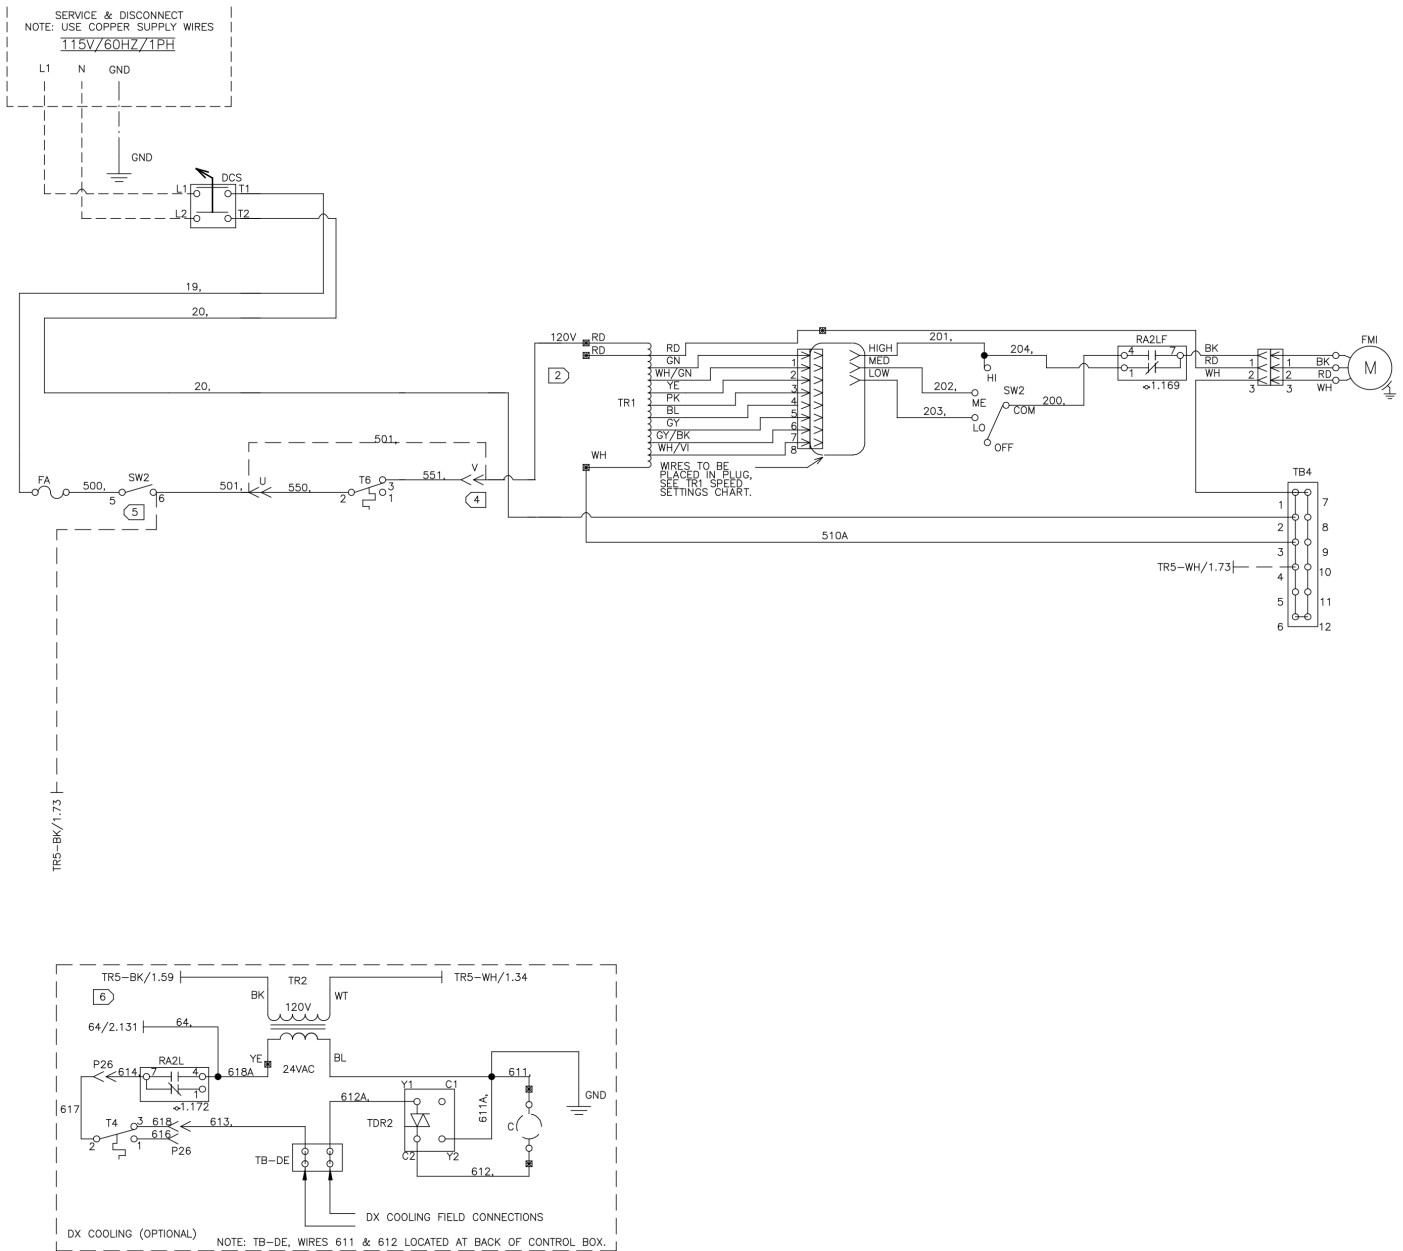 SERVICE & DISCONNECT
NOTE: USE COPPER SUPPLY WIRES
115V/60HZ/1PH
L1 N GND
GND
DCS
L1 T1
L2 T2
19,
20,
20,
120V RD
RD
2
TR1
WH
RD
GN
WH/GN
YE
PK
BL
GY
GY/BK
WH/VI
1
2
3
4
5
6
7
8
WIRES TO BE
PLACED IN PLUG,
SEE TR1 SPEED
SETTINGS CHART.
HIGH
MED
LOW
201,
204,
202,
203,
HI
ME
LO
SW2
COM
OFF
200,
RA2LF
4 7
1
1.169
BK
RD
WH
1 1
2 2
3 3
BK
RD
WH
FMI
M
FA
500,
SW2
5 6
5
501,
501,
U
550,
T6
2 3
1
551,
V
4
510A
TR5-WH/1.73
TB4
1 7
2 8
3 9
4 10
5 11
6 12
TR5-BK/1.73
TR5-BK/1.59
TR2
TR5-WH/1.34
6
BK WT
120V
64/2.131
64,
YE BL
24VAC
P26
614,
RA2L
7 4
1
618A
1.172
617
T4
2
3
1
618
616
P26
613,
TB-DE
612A,
Y1 C1
TDR2
C2 Y2
611A,
611,
612,
C
GND
DX COOLING FIELD CONNECTIONS
DX COOLING (OPTIONAL)
NOTE: TB-DE, WIRES 611 & 612 LOCATED AT BACK OF CONTROL BOX.